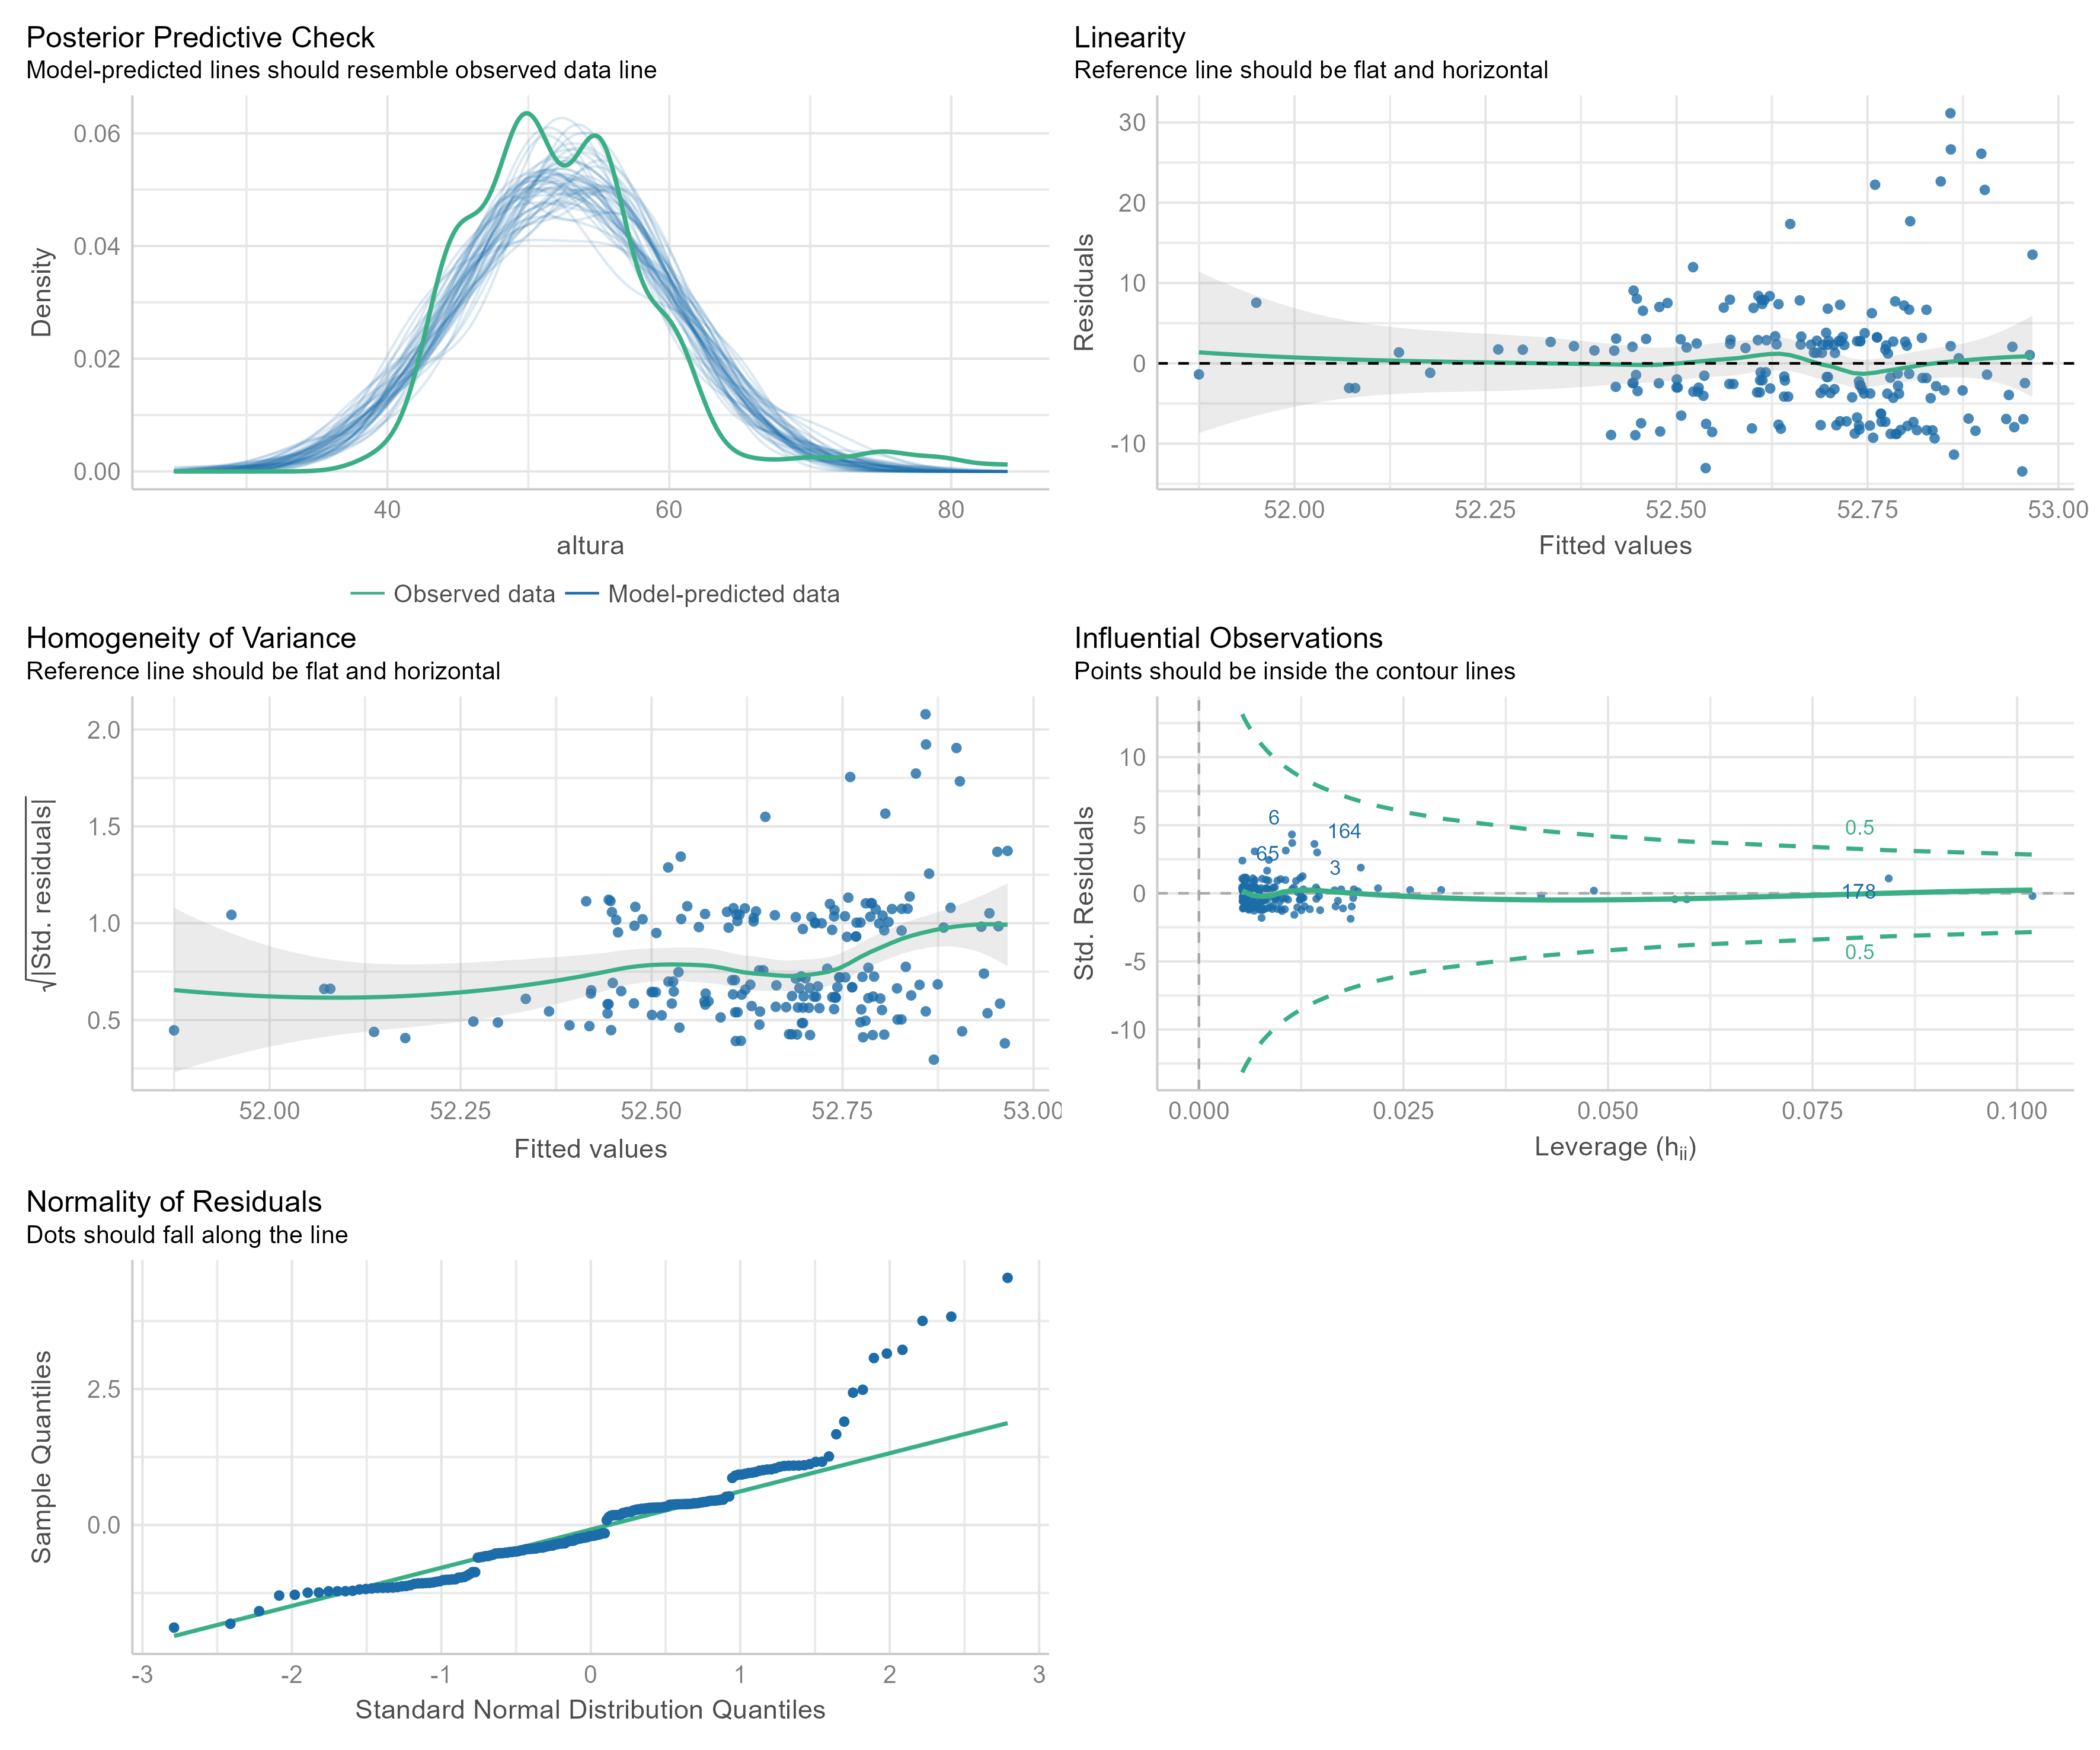 Posterior Predictive Check
Model-predicted lines should resemble observed data line
0.06
0.04
0.02
0.00
Density
40 60 80
altura
Observed data Model-predicted data
Linearity
Reference line should be flat and horizontal
30
20
10
0
-10
Residuals
52.00 52.25 52.50 52.75 53.00
Fitted values
Homogeneity of Variance
Reference line should be flat and horizontal
2.0
1.5
1.0
0.5
√|Std. residuals|
52.00 52.25 52.50 52.75 53.00
Fitted values
Influential Observations
Points should be inside the contour lines
10
5
0
-5
-10
Std. Residuals
6
164
65
3
178
0.5
0.5
0.000 0.025 0.050 0.075 0.100
Leverage (hii)
Normality of Residuals
Dots should fall along the line
2.5
0.0
Sample Quantiles
-3 -2 -1 0 1 2 3
Standard Normal Distribution Quantiles